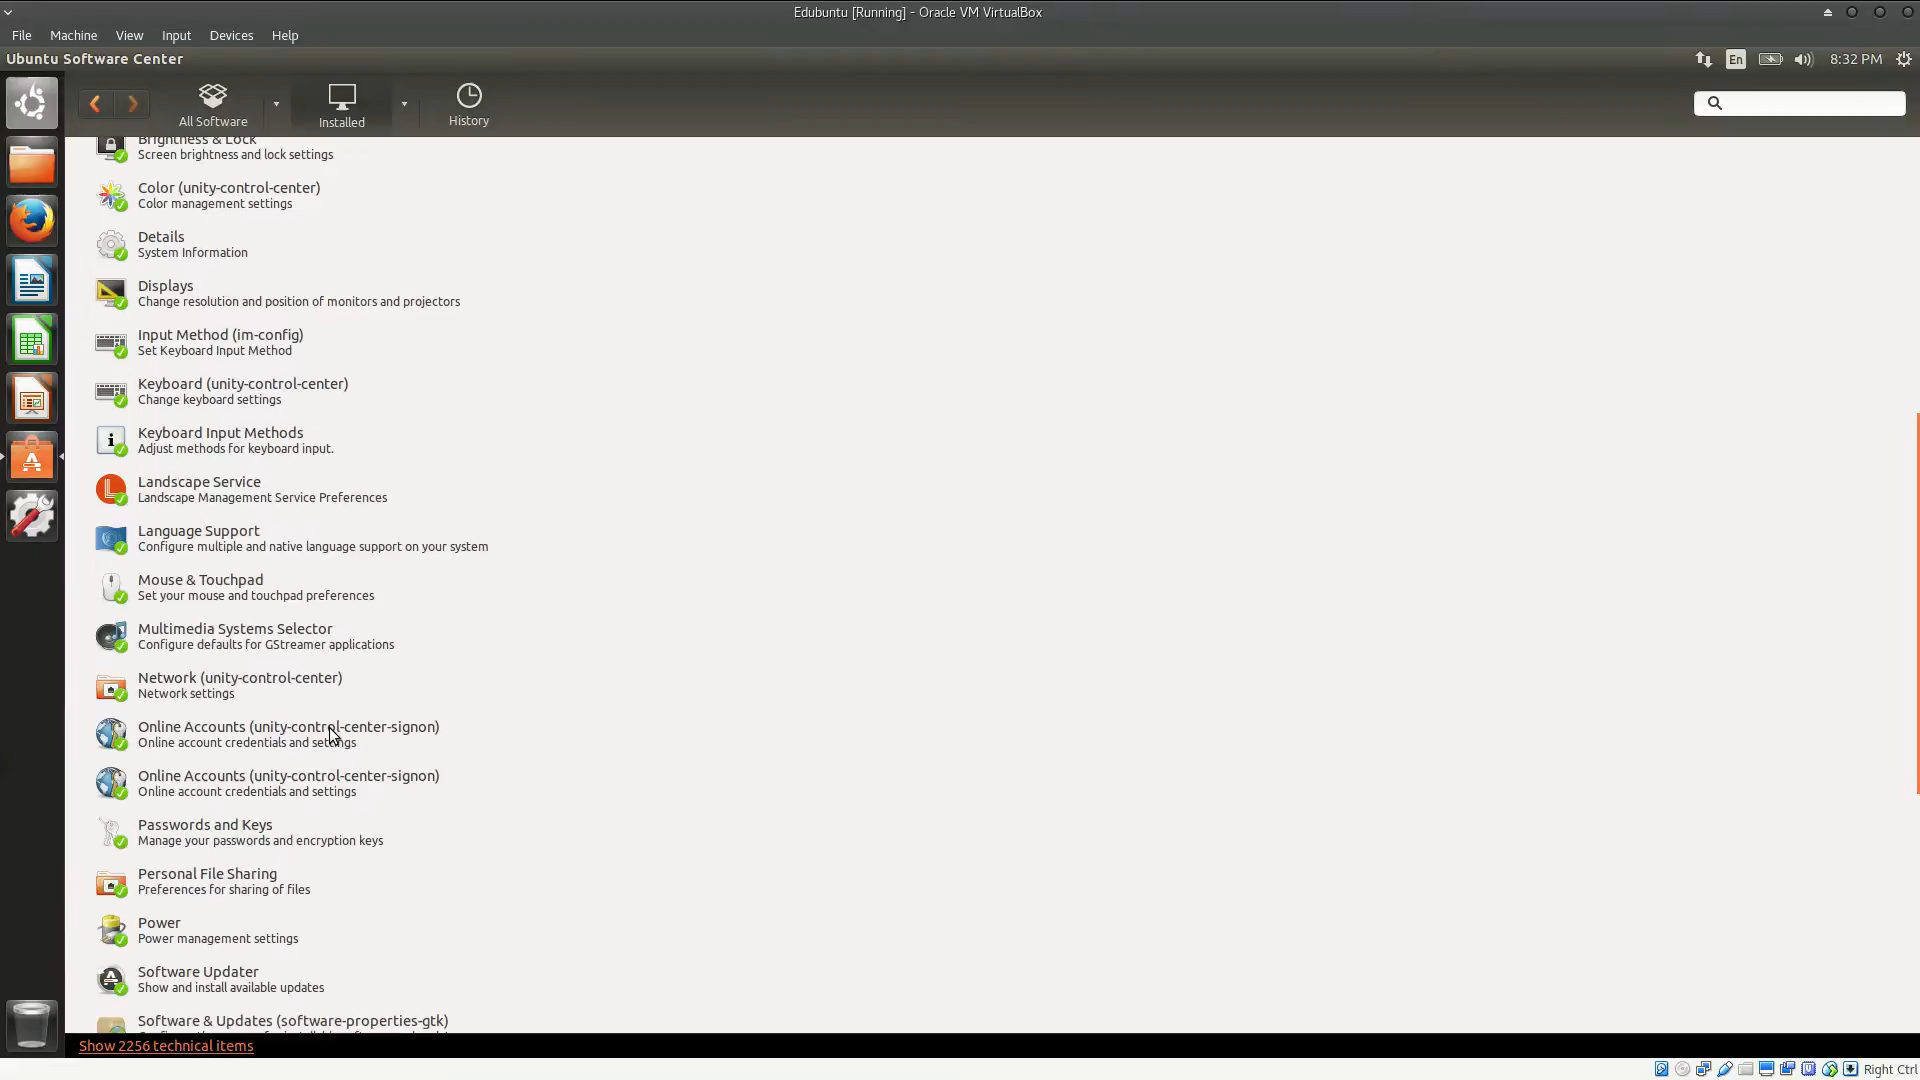 Edubuntu [Running] - Oracle VM VirtualBox
File Machine View Input Devices Help
Ubuntu Software Center
En
8:32 PM
All Software
Installed
History
Brightness & Lock
Screen brightness and lock settings
Color (unity-control-center)
Color management settings
Details
System Information
Displays
Change resolution and position of monitors and projectors
Input Method (im-config)
Set Keyboard Input Method
Keyboard (unity-control-center)
Change keyboard settings
Keyboard Input Methods
Adjust methods for keyboard input.
Landscape Service
Landscape Management Service Preferences
Language Support
Configure multiple and native language support on your system
Mouse & Touchpad
Set your mouse and touchpad preferences
Multimedia Systems Selector
Configure defaults for GStreamer applications
Network (unity-control-center)
Network settings
Online Accounts (unity-control-center-signon)
Online account credentials and settings
Online Accounts (unity-control-center-signon)
Online account credentials and settings
Passwords and Keys
Manage your passwords and encryption keys
Personal File Sharing
Preferences for sharing of files
Power
Power management settings
Software Updater
Show and install available updates
Software & Updates (software-properties-gtk)
Show 2256 technical items
Right Ctrl